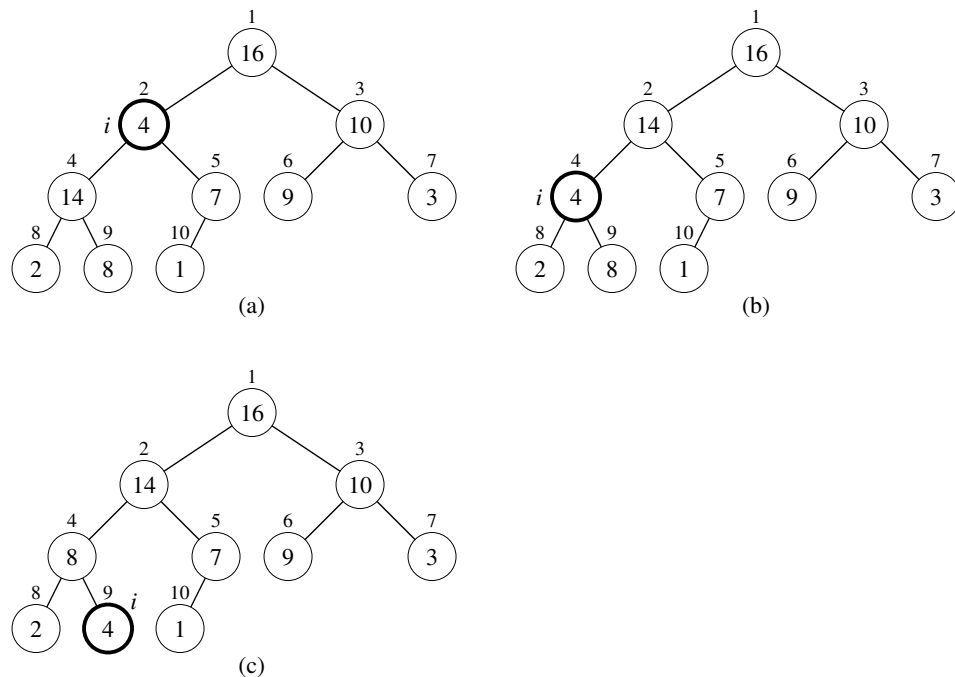 1 1
16 16
2 3 2 3
i 4 10 14 10
4 5 6 7 4 5 6 7
14 7 9 3 i 4 7 9 3
8 9 10 8 9 10
2 8 1 2 8 1
(a) (b)
1
16
2 3
14 10
4 5 6 7
8 7 9 3
8 9 10 i
2 4 1
(c)